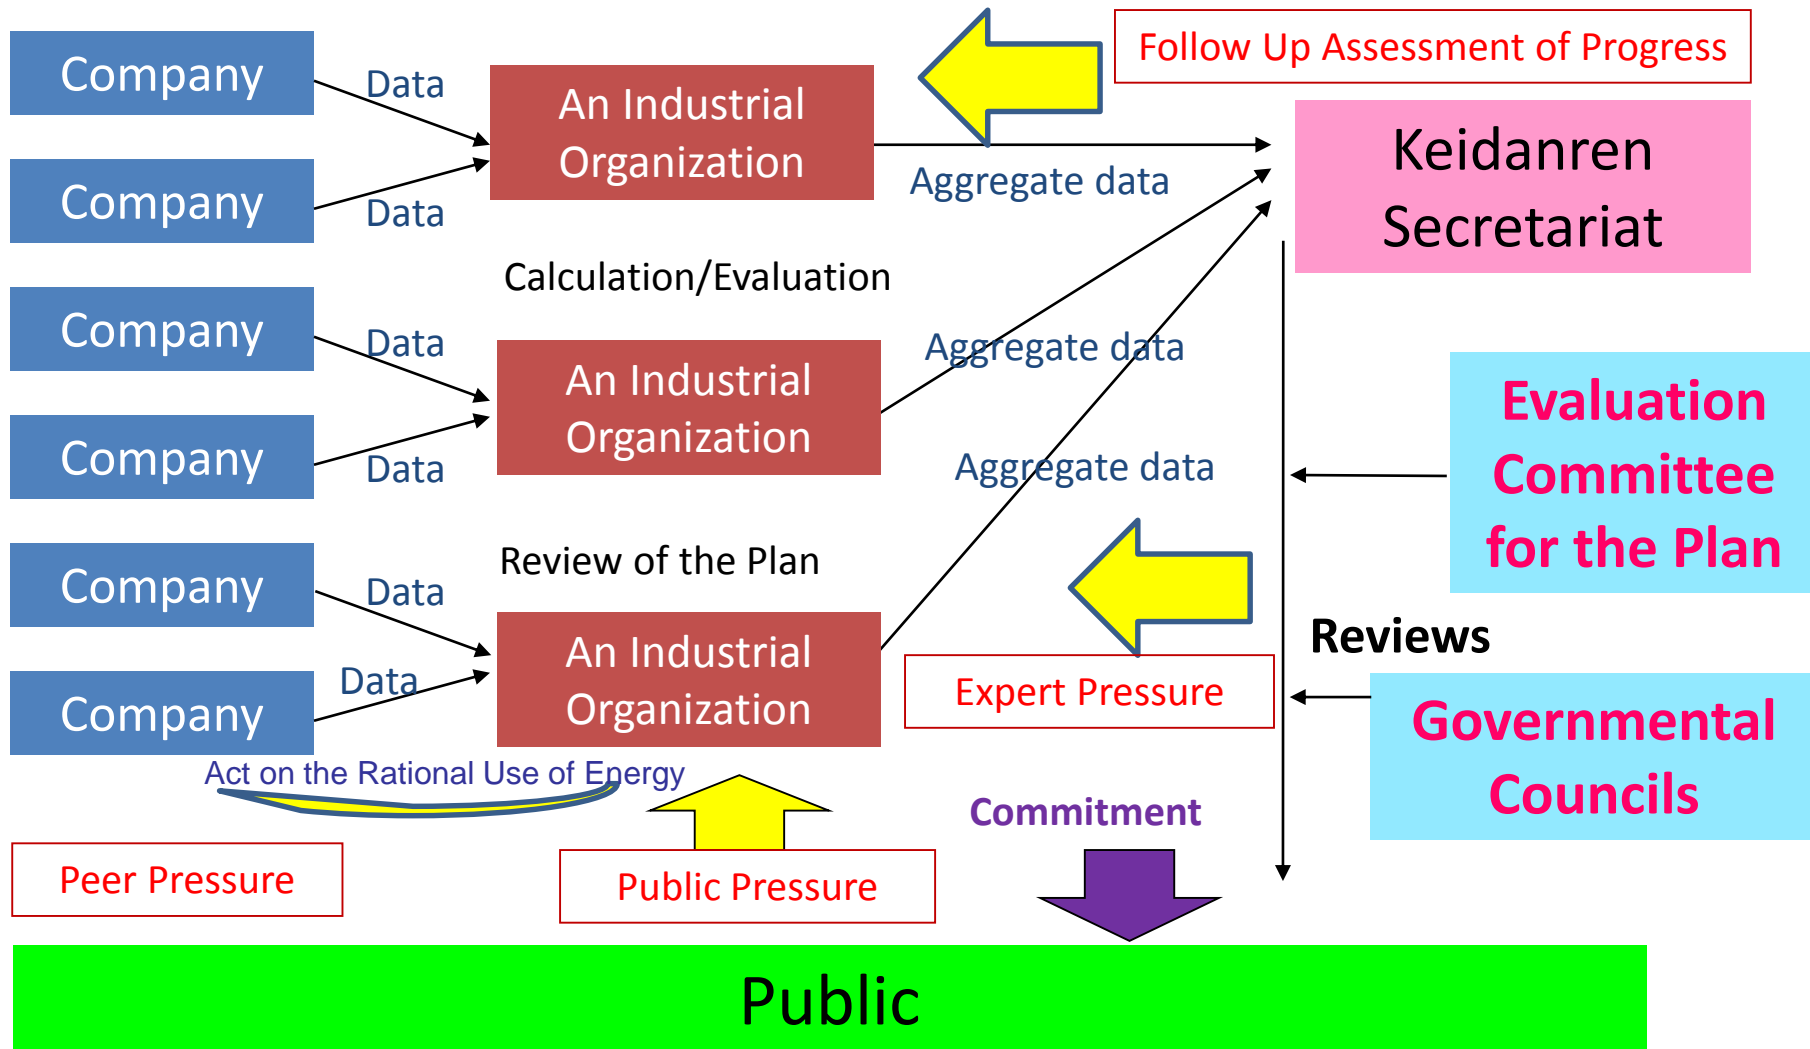 Follow Up Assessment of Progress
Company
Data
An Industrial
Organization
Keidanren
Secretariat
Company
Data
Aggregate data
Calculation/Evaluation
Company
Data
An Industrial
Organization
Aggregate data
Company
Data
Aggregate data
Evaluation
Committee
for the Plan
Review of the Plan
Company
Data
An Industrial
Organization
Reviews
Company
Data
Expert Pressure
Governmental
Councils
Act on the Rational Use of Energy
Commitment
Peer Pressure
Public Pressure
Public